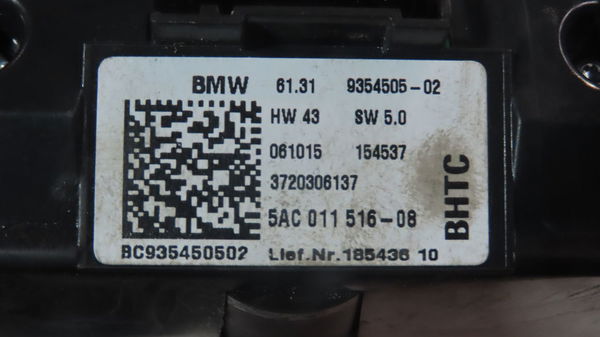 BMW 61.31 9354505-02
HW 43 SW 5.0
061015 154537
3720306137
5AC 011 516-08
BC935450502 Lief.Nr.185436 10
BHTC